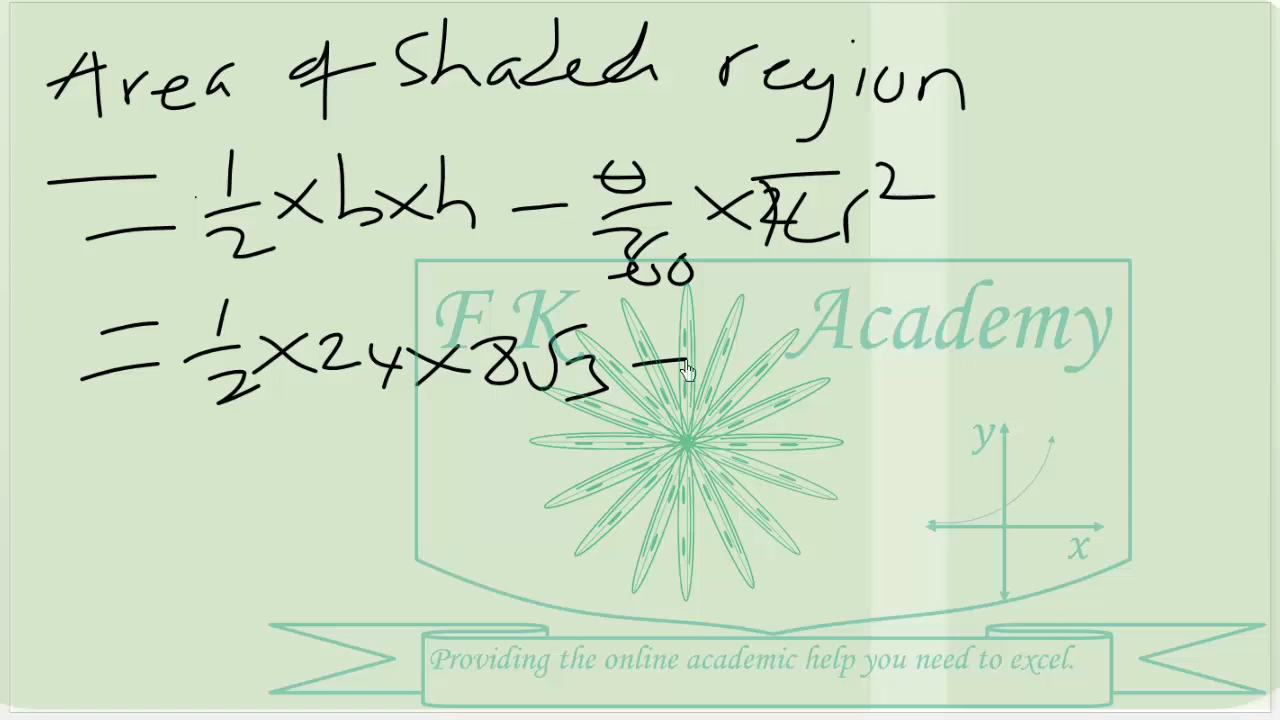 Area of Shaded region
= 1/2 × b × h − θ/360 × πr²
= 1/2 × 24 × 8√3 −
F K Academy
y
x
Providing the online academic help you need to excel.